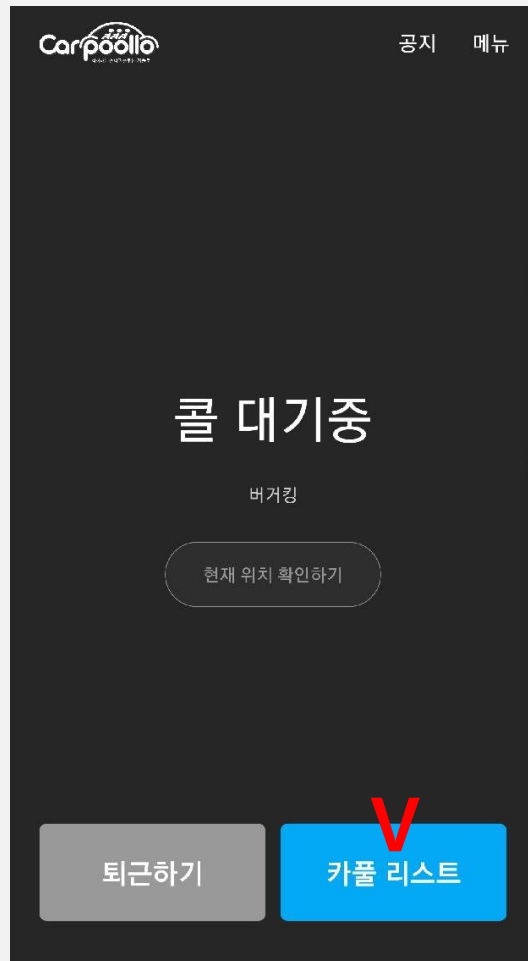 Carpoollo
공지 메뉴
콜 대기중
버거킹
현재 위치 확인하기
V
퇴근하기 카풀 리스트